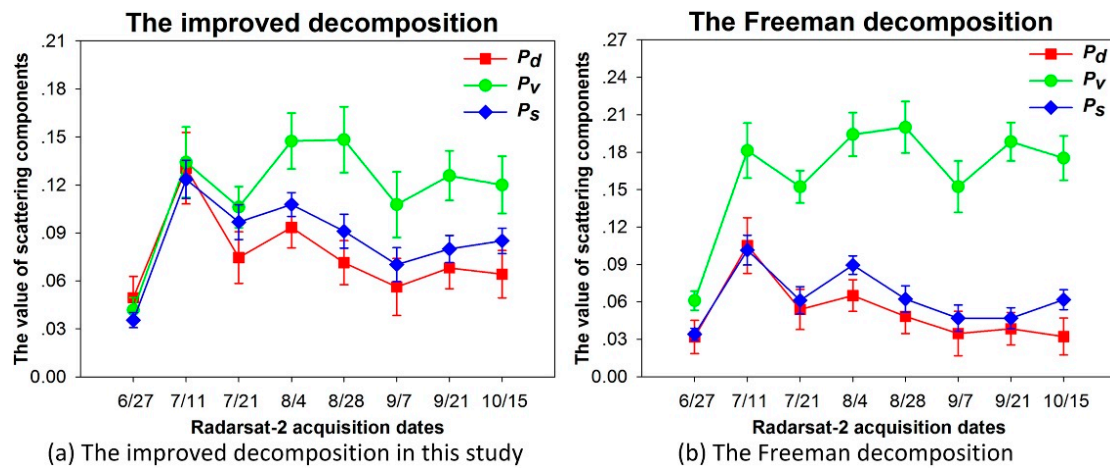 The improved decomposition
.21
.18
.15
.12
.09
.06
.03
0.00
The value of scattering components
Pd
Pv
Ps
6/27 7/11 7/21 8/4 8/28 9/7 9/21 10/15
Radarsat-2 acquisition dates
(a) The improved decomposition in this study
The Freeman decomposition
.27
.24
.21
.18
.15
.12
.09
.06
.03
0.00
The value of scattering components
Pd
Pv
Ps
6/27 7/11 7/21 8/4 8/28 9/7 9/21 10/15
Radarsat-2 acquisition dates
(b) The Freeman decomposition